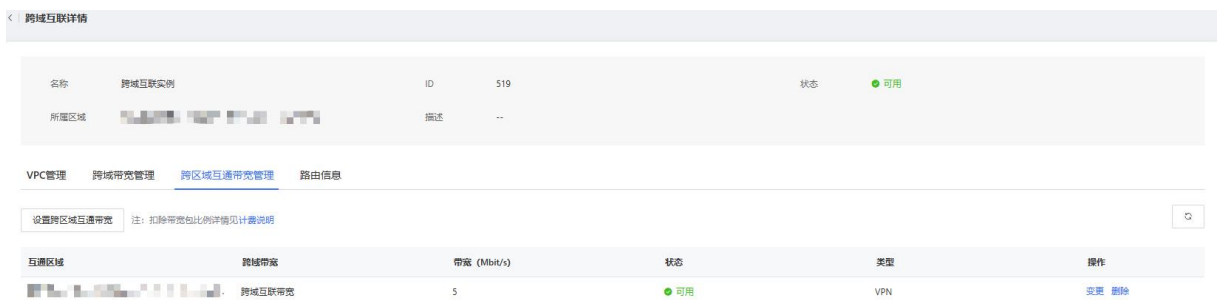 < 跨域互联详情
名称 跨域互联实例 ID 519 状态 可用
所属区域 描述 --
VPC管理 跨域带宽管理 跨区域互通带宽管理 路由信息
设置跨区域互通带宽 注：扣除带宽包比例详情见计费说明
互通区域 跨域带宽 带宽（Mbit/s） 状态 类型 操作
跨域互联带宽 5 可用 VPN 变更 删除